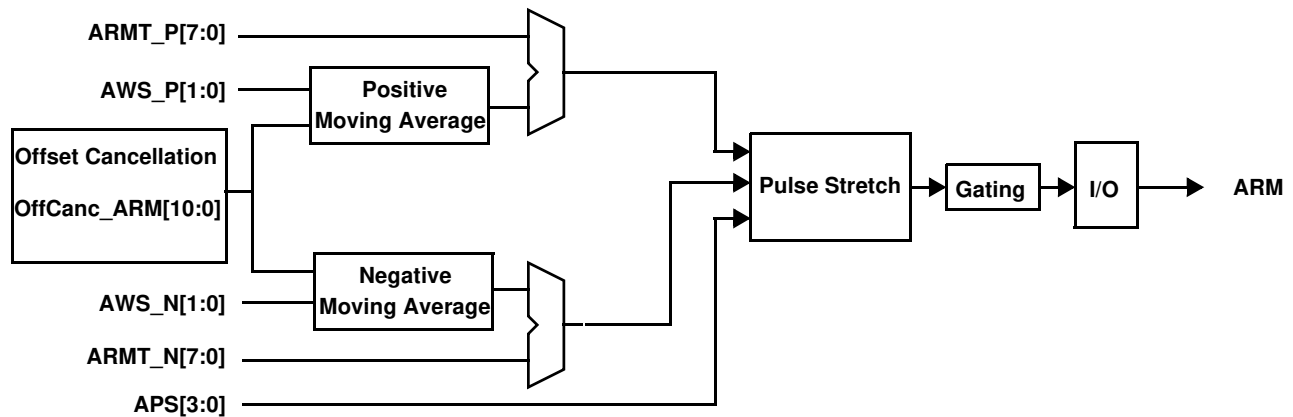 ARMT_P[7:0]
AWS_P[1:0]
Positive
Moving Average
Offset Cancellation
OffCanc_ARM[10:0]
Pulse Stretch
Gating
I/O
ARM
Negative
Moving Average
AWS_N[1:0]
ARMT_N[7:0]
APS[3:0]